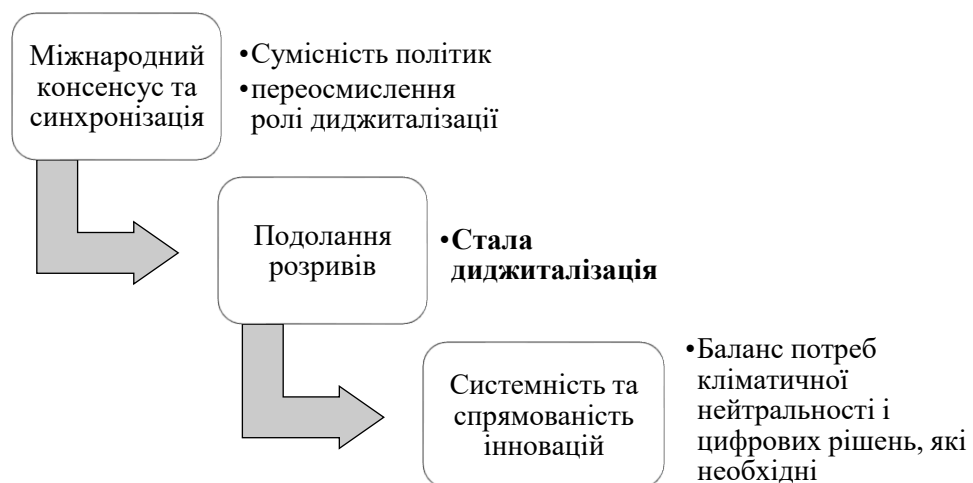 Міжнародний
консенсус та
синхронізація
•Сумісність політик
•переосмислення
ролі диджиталізації
Подолання
розривів
•Стала
диджиталізація
Системність та
спрямованість
інновацій
•Баланс потреб
кліматичної
нейтральності і
цифрових рішень, які
необхідні